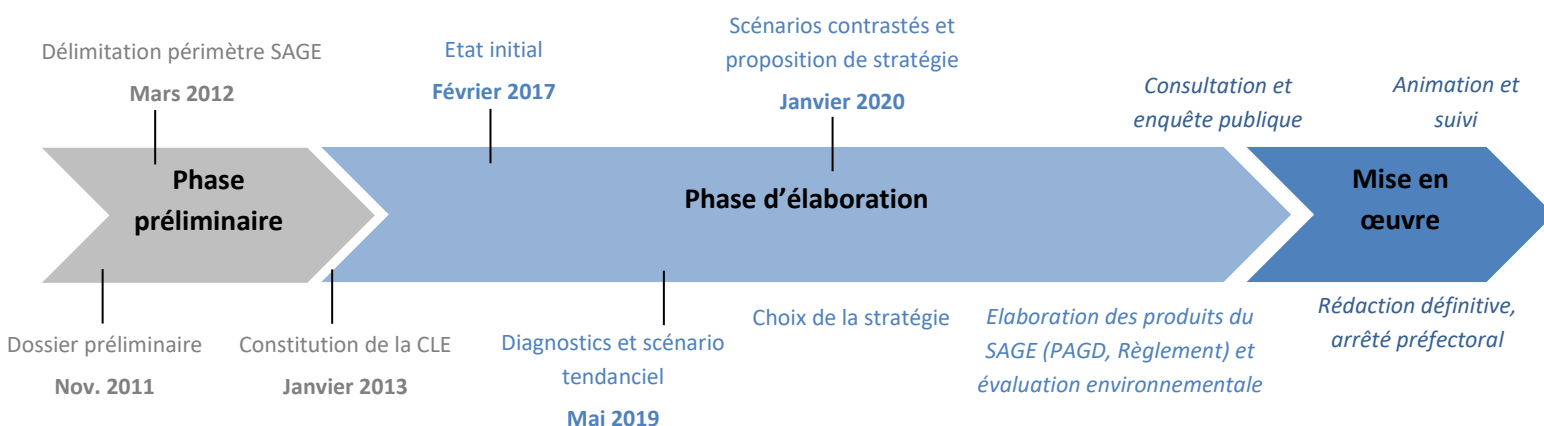 Délimitation périmètre SAGE
Mars 2012
Etat initial
Février 2017
Scénarios contrastés et
proposition de stratégie
Janvier 2020
Consultation et
enquête publique
Animation et
suivi
Phase
préliminaire
Phase d'élaboration
Mise en
œuvre
Dossier préliminaire
Nov. 2011
Constitution de la CLE
Janvier 2013
Diagnostics et scénario
tendanciel
Mai 2019
Choix de la stratégie
Elaboration des produits du
SAGE (PAGD, Règlement) et
évaluation environnementale
Rédaction définitive,
arrêté préfectoral